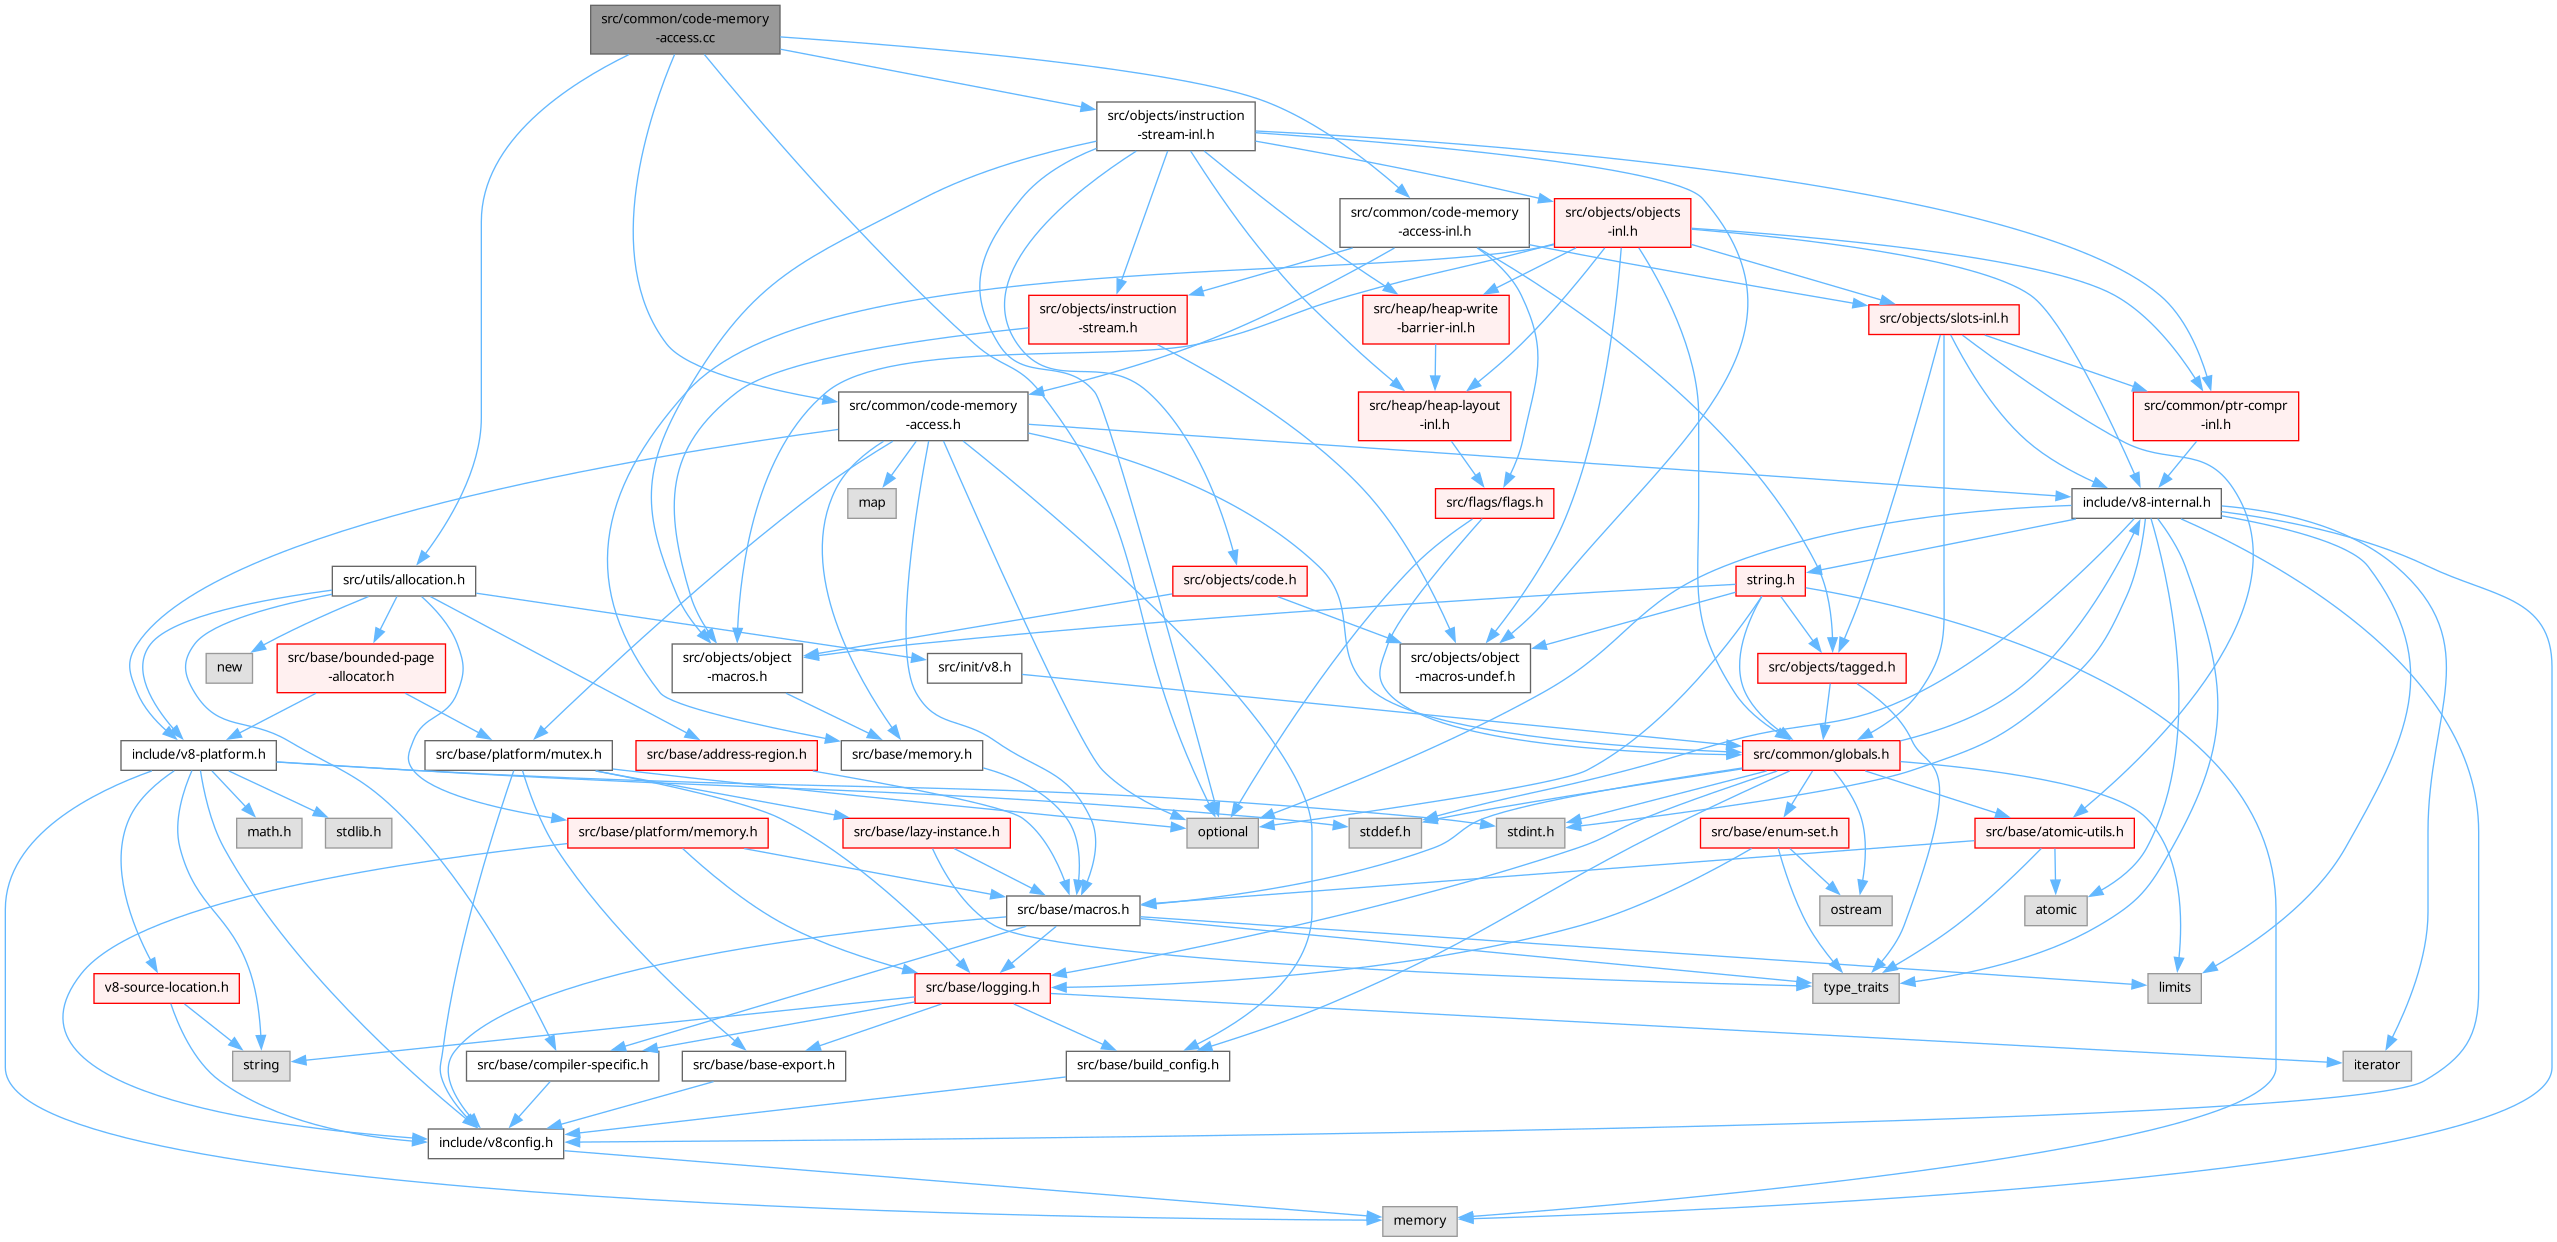 src/common/code-memory
-access.cc
src/objects/instruction
-stream-inl.h
src/common/code-memory
-access-inl.h
src/objects/objects
-inl.h
src/objects/instruction
-stream.h
src/heap/heap-write
-barrier-inl.h
src/objects/slots-inl.h
src/common/code-memory
-access.h
src/heap/heap-layout
-inl.h
src/common/ptr-compr
-inl.h
map
src/flags/flags.h
include/v8-internal.h
src/utils/allocation.h
src/objects/code.h
string.h
new
src/base/bounded-page
-allocator.h
src/objects/object
-macros.h
src/init/v8.h
src/objects/object
-macros-undef.h
src/objects/tagged.h
include/v8-platform.h
src/base/platform/mutex.h
src/base/address-region.h
src/base/memory.h
src/common/globals.h
math.h
stdlib.h
src/base/platform/memory.h
src/base/lazy-instance.h
optional
stddef.h
stdint.h
src/base/enum-set.h
src/base/atomic-utils.h
src/base/macros.h
ostream
atomic
v8-source-location.h
src/base/logging.h
type_traits
limits
string
src/base/compiler-specific.h
src/base/base-export.h
src/base/build_config.h
iterator
include/v8config.h
memory